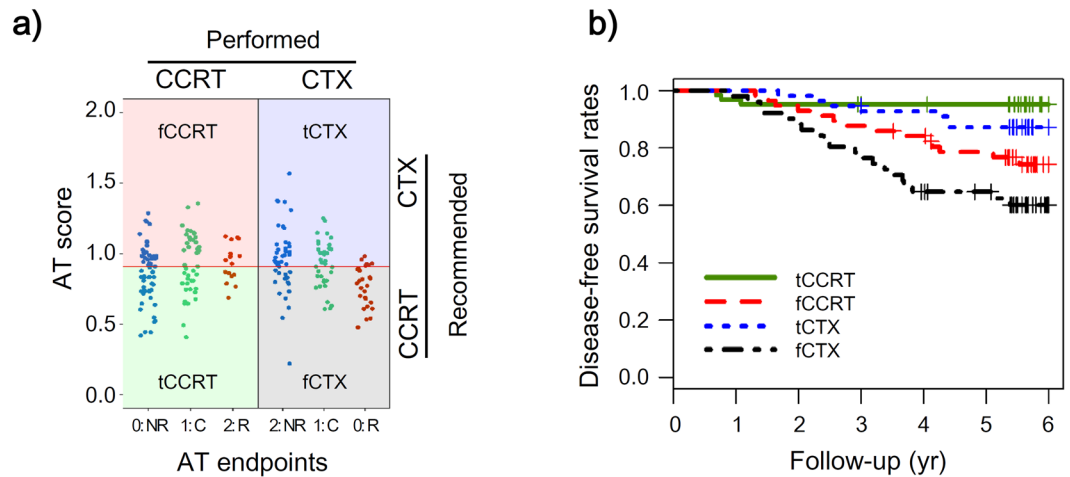 a)
Performed
CCRT CTX
2.0
1.5
1.0
0.5
0.0
AT score
fCCRT
tCTX
tCCRT
fCTX
CTX
CCRT
Recommended
0:NR 1:C 2:R 2:NR 1:C 0:R
AT endpoints
b)
Disease-free survival rates
1.0
0.8
0.6
0.4
0.2
0.0
tCCRT
fCCRT
tCTX
fCTX
0 1 2 3 4 5 6
Follow-up (yr)